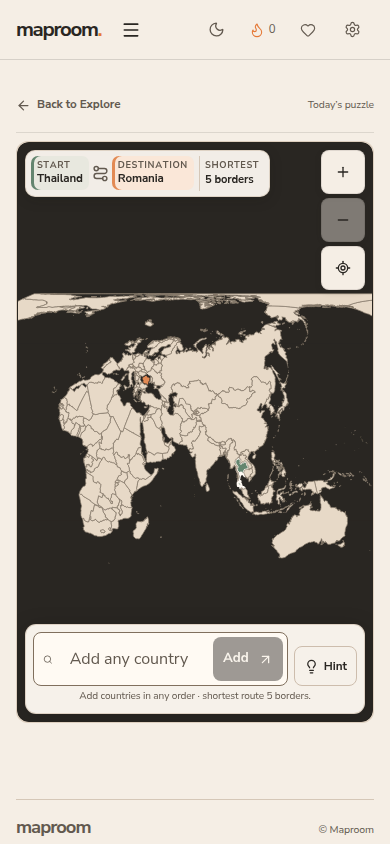 maproom.
0
Back to Explore
Today's puzzle
START
Thailand
DESTINATION
Romania
SHORTEST
5 borders
+
−
Add any country
Add
Hint
Add countries in any order · shortest route 5 borders.
maproom
© Maproom